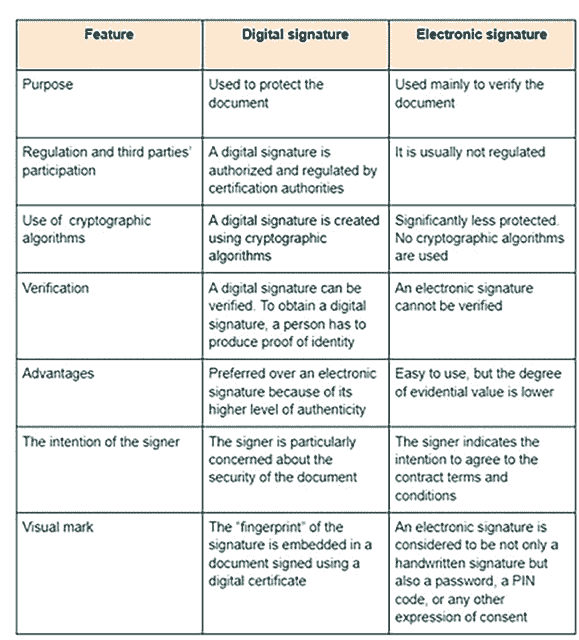 Feature Digital signature Electronic signature
Purpose Used to protect the Used mainly to verify the
document document
Regulation and third parties' A digital signature is It is usually not regulated
participation authorized and regulated by
certification authorities
Use of cryptographic A digital signature is created Significantly less protected.
algorithms using cryptographic No cryptographic algorithms
algorithms are used
Verification A digital signature can be An electronic signature
verified. To obtain a digital cannot be verified
signature, a person has to
produce proof of identity
Advantages Preferred over an electronic Easy to use, but the degree
signature because of its of evidential value is lower
higher level of authenticity
The intention of the signer The signer is particularly The signer indicates the
concerned about the intention to agree to the
security of the document contract terms and
conditions
Visual mark The "fingerprint" of the An electronic signature is
signature is embedded in a considered to be not only a
document signed using a handwritten signature but
digital certificate also a password, a PIN
code, or any other
expression of consent